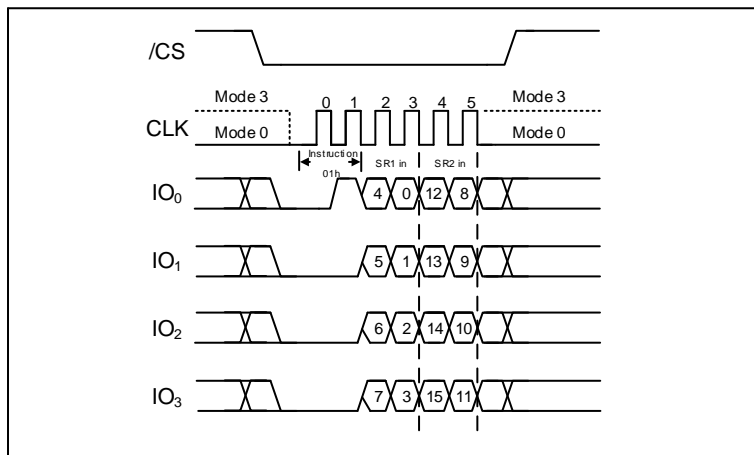 /CS
0 1 2 3 4 5
Mode 3 Mode 3
CLK Mode 0 Mode 0
Instruction SR1 in SR2 in
01h
IO0 4 0 12 8
IO1 5 1 13 9
IO2 6 2 14 10
IO3 7 3 15 11